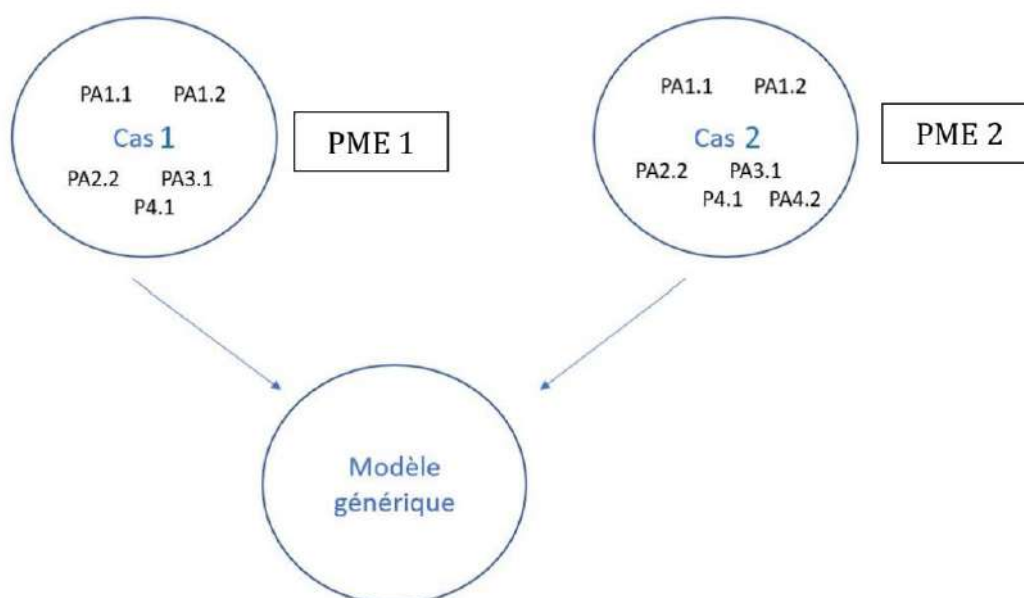 PA1.1 PA1.2
Cas 1
PA2.2 PA3.1
P4.1
PME 1
PA1.1 PA1.2
Cas 2
PA2.2 PA3.1
P4.1 PA4.2
PME 2
Modèle
générique